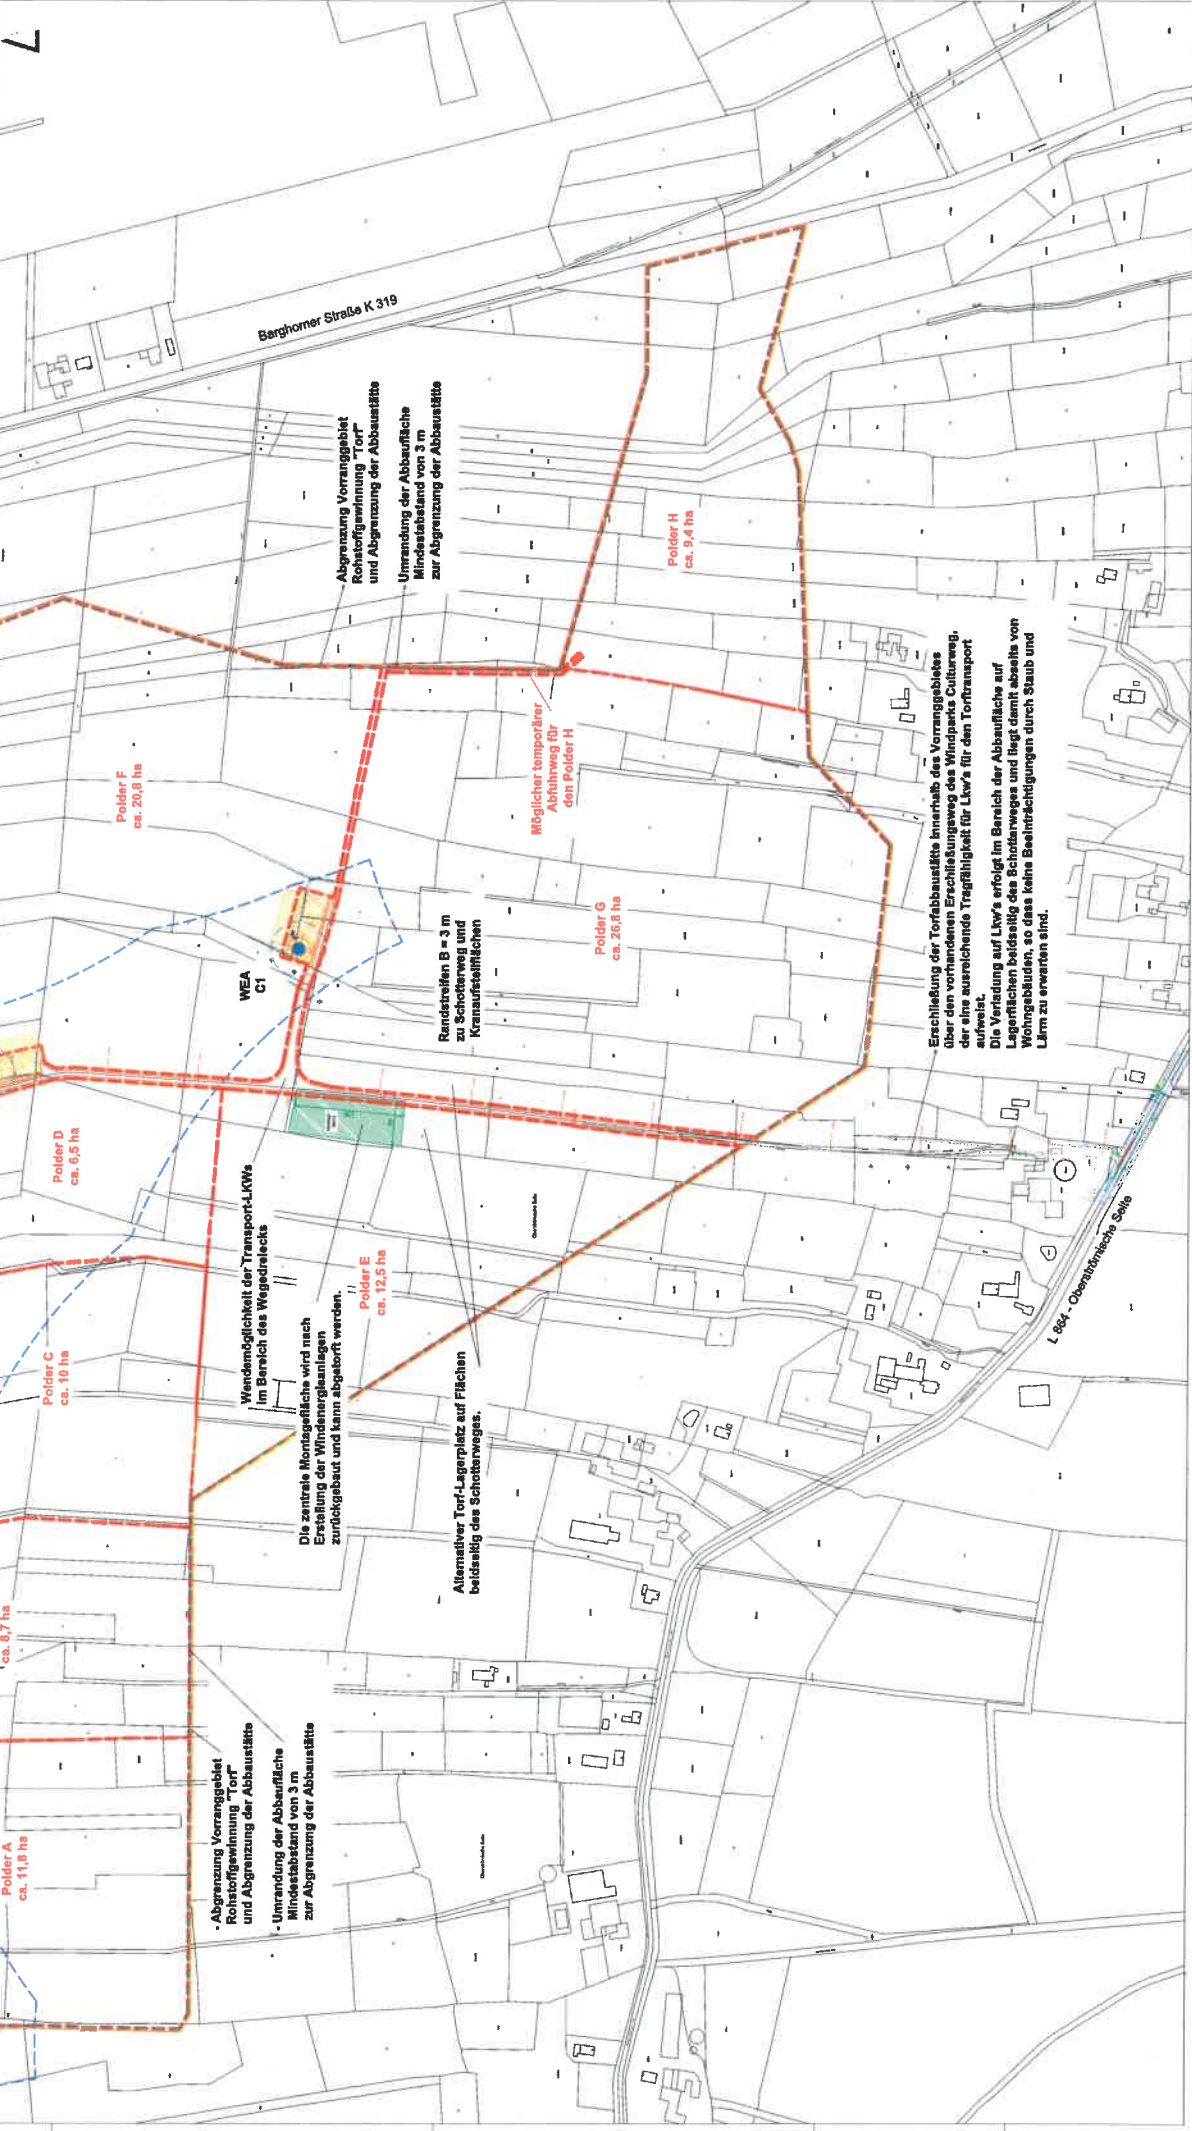 Barghorner Straße K 319
Abgrenzung Vorranggebiet
Rohstoffgewinnung "Torf"
und Abgrenzung der Abbaustätte
Umrandung der Abbaufläche
Mindestabstand von 3 m
zur Abgrenzung der Abbaustätte
Polder H
ca. 9,4 ha
Polder F
ca. 20,8 ha
Möglicher temporärer
Abfuhrweg für
den Polder H
WEA
C1
Randstreifen B = 3 m
zu Schotterweg und
Kranaufstellflächen
Polder G
ca. 26,8 ha
Erschließung der Torfabbaustätte innerhalb des Vorranggebietes
über den vorhandenen Erschließungsweg des Windparks Culturweg,
der eine ausreichende Tragfähigkeit für Lkw's für den Torftransport
aufweist.
Die Verladung auf Lkw's erfolgt im Bereich der Abbaufläche auf
Lagerflächen beidseitig des Schotterweges und liegt damit abseits von
Wohngebäuden, so dass keine Beeinträchtigungen durch Staub und
Lärm zu erwarten sind.
Polder D
ca. 6,5 ha
Wendemöglichkeit der Transport-LKWs
im Bereich des Wegedreiecks
Polder C
ca. 10 ha
Polder E
ca. 12,5 ha
Die zentrale Montagefläche wird nach
Erstellung der Windenergieanlagen
zurückgebaut und kann abgetorft werden.
Alternativer Torf-Lagerplatz auf Flächen
beidseitig des Schotterweges.
L 864 - Oberströmische Seite
ca. 8,7 ha
Polder A
ca. 11,8 ha
- Abgrenzung Vorranggebiet
Rohstoffgewinnung "Torf"
und Abgrenzung der Abbaustätte
- Umrandung der Abbaufläche
Mindestabstand von 3 m
zur Abgrenzung der Abbaustätte